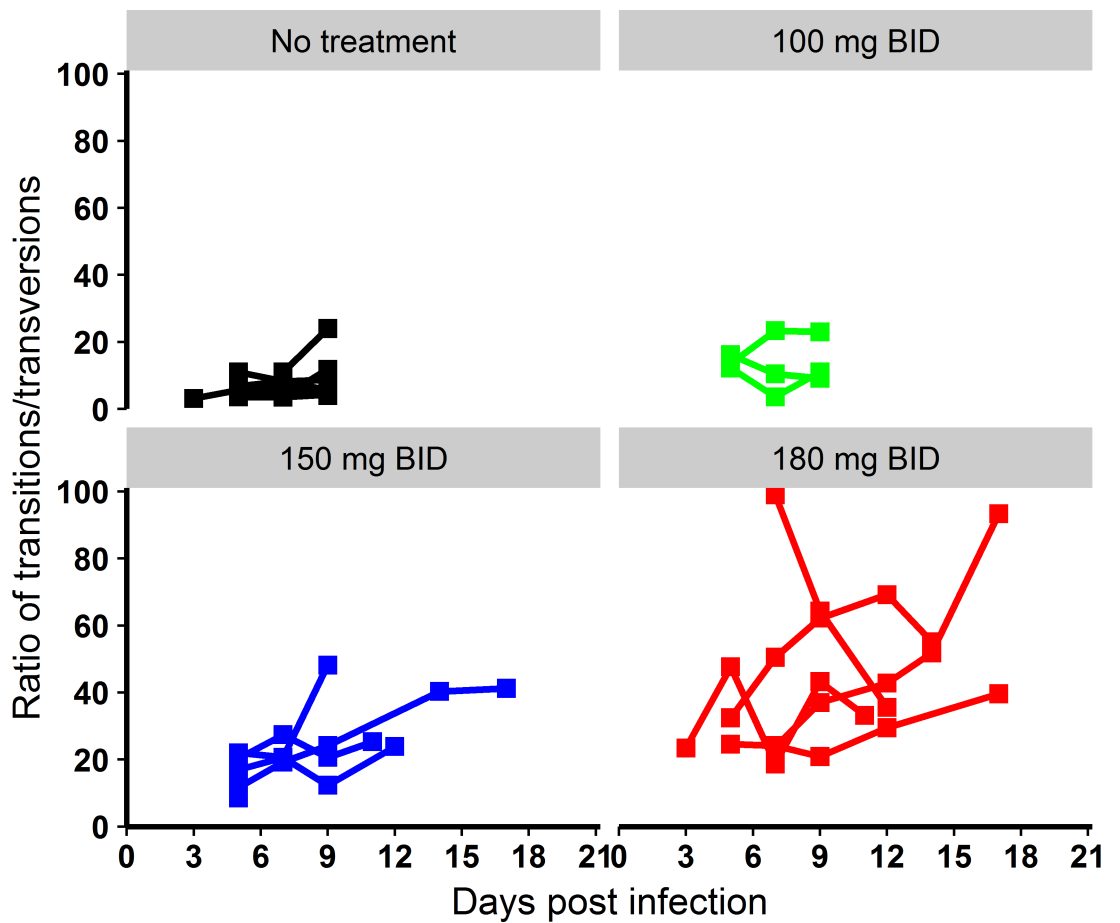 No treatment
100 mg BID
100
80
60
40
20
0
150 mg BID
180 mg BID
100
80
60
40
20
0
0 3 6 9 12 15 18 21
0 3 6 9 12 15 18 21
Days post infection
Ratio of transitions/transversions